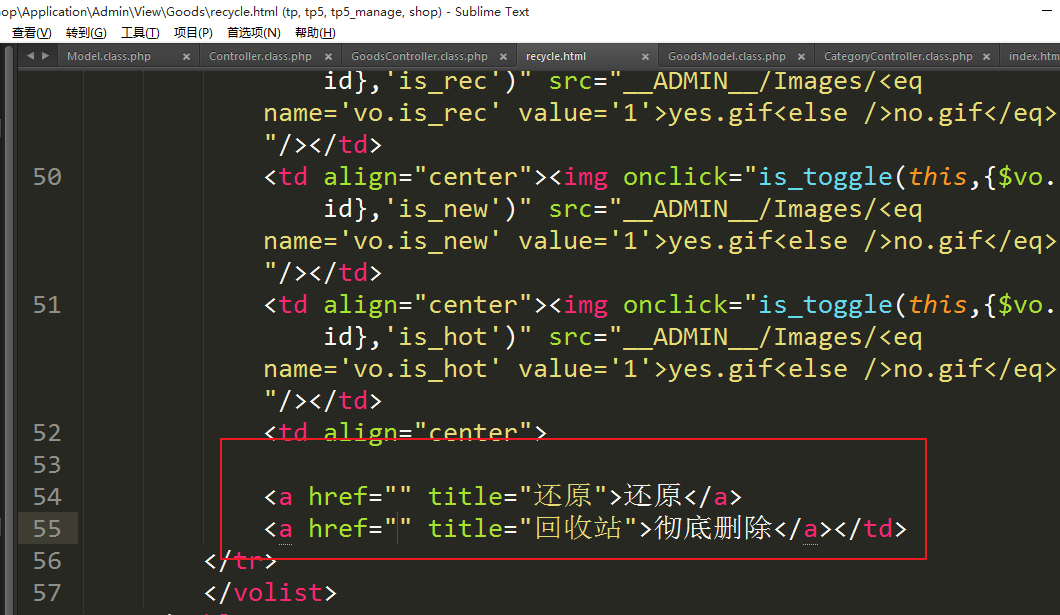 op\Application\Admin\View\Goods\recycle.html (tp, tp5, tp5_manage, shop) - Sublime Text
查看(V) 转到(G) 工具(T) 项目(P) 首选项(N) 帮助(H)
Model.class.php × Controller.class.php × GoodsController.class.php × recycle.html × GoodsModel.class.php × CategoryController.class.php × index.htm
id},'is_rec')" src="__ADMIN__/Images/<eq
name='vo.is_rec' value='1'>yes.gif<else />no.gif</eq>
"/></td>
50 <td align="center"><img onclick="is_toggle(this,{$vo.
id},'is_new')" src="__ADMIN__/Images/<eq
name='vo.is_new' value='1'>yes.gif<else />no.gif</eq>
"/></td>
51 <td align="center"><img onclick="is_toggle(this,{$vo.
id},'is_hot')" src="__ADMIN__/Images/<eq
name='vo.is_hot' value='1'>yes.gif<else />no.gif</eq>
"/></td>
52 <td align="center">
53
54 <a href="" title="还原">还原</a>
55 <a href="" title="回收站">彻底删除</a></td>
56 </tr>
57 </volist>